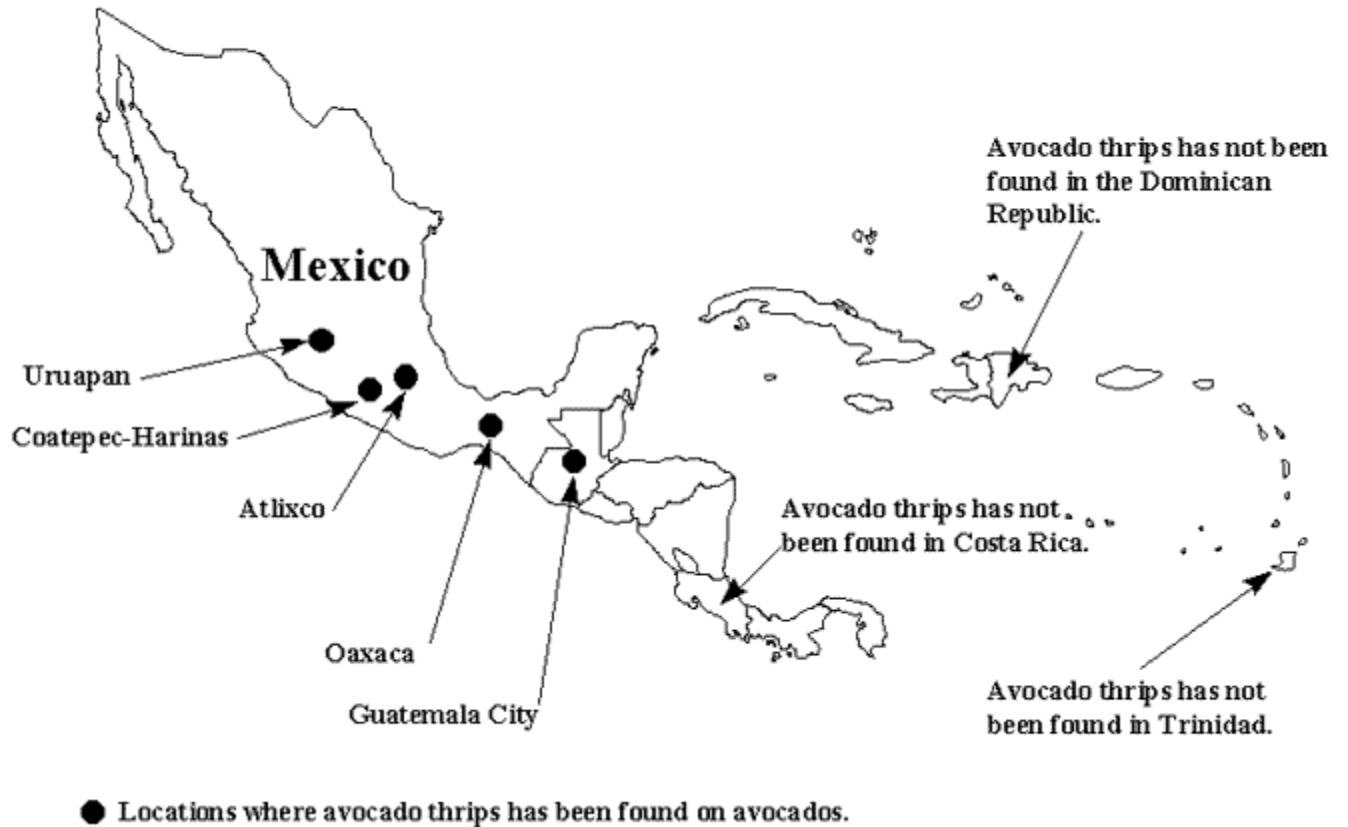 Avocado thrips has not been
found in the Dominican
Republic.
Mexico
Uruapan
Coatepec-Harinas
Atlixco
Avocado thrips has not
been found in Costa Rica.
Oaxaca
Guatemala City
Avocado thrips has not
been found in Trinidad.
Locations where avocado thrips has been found on avocados.